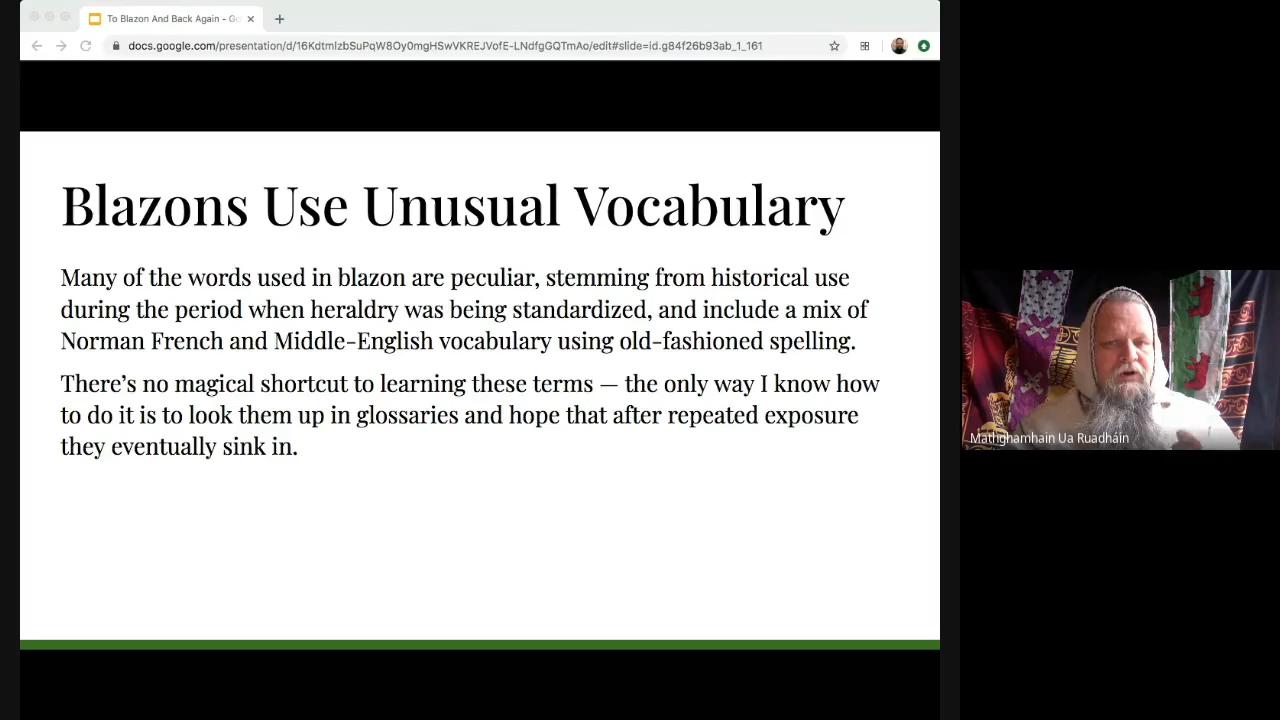 To Blazon And Back Again - Go
docs.google.com/presentation/d/16KdtmlzbSuPqW8Oy0mgHSwVKREJVofE-LNdfgGQTmAo/edit#slide=id.g84f26b93ab_1_161
Blazons Use Unusual Vocabulary
Many of the words used in blazon are peculiar, stemming from historical use
during the period when heraldry was being standardized, and include a mix of
Norman French and Middle-English vocabulary using old-fashioned spelling.
There’s no magical shortcut to learning these terms — the only way I know how
to do it is to look them up in glossaries and hope that after repeated exposure
they eventually sink in.
Mathghamhain Ua Ruadháin